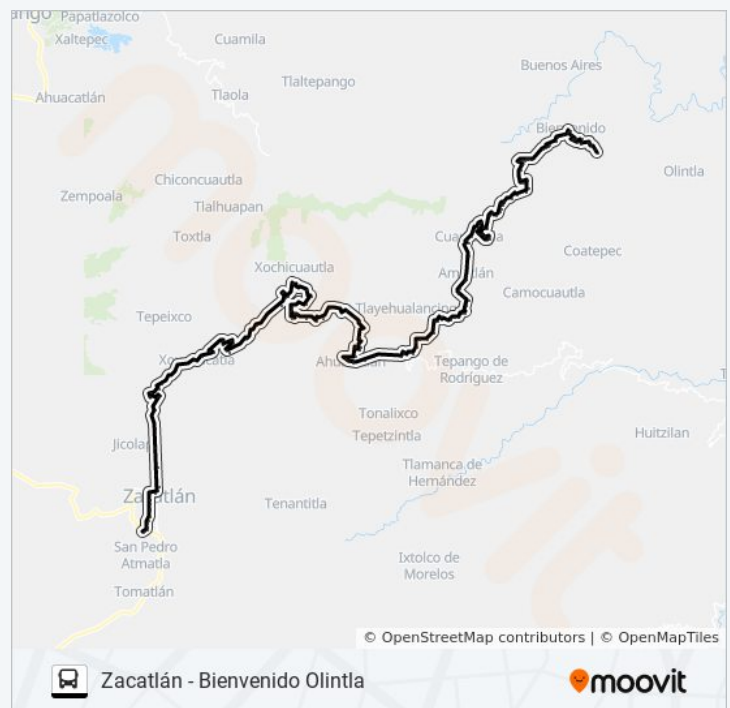 Papatlazolco
Xaltepec
Cuamila
Buenos Aires
Tlaltepango
Tlaola
Ahuacatlán
Bienvenido
Olintla
Chiconcuautla
Zempoala
Tlalhuapan
Toxtla
Coatepec
Xochicuautla
Camocuautla
Tlayehualancingo
Tepeixco
Tepango de
Rodríguez
Tonalixco
Tepetzintla
Huitzilan
Tlamanca de
Hernández
Zacatlán
Tenantitla
San Pedro
Atmatla
Ixtolco de
Morelos
Tomatlán
© OpenStreetMap contributors | © OpenMapTiles
Zacatlán - Bienvenido Olintla
moovit